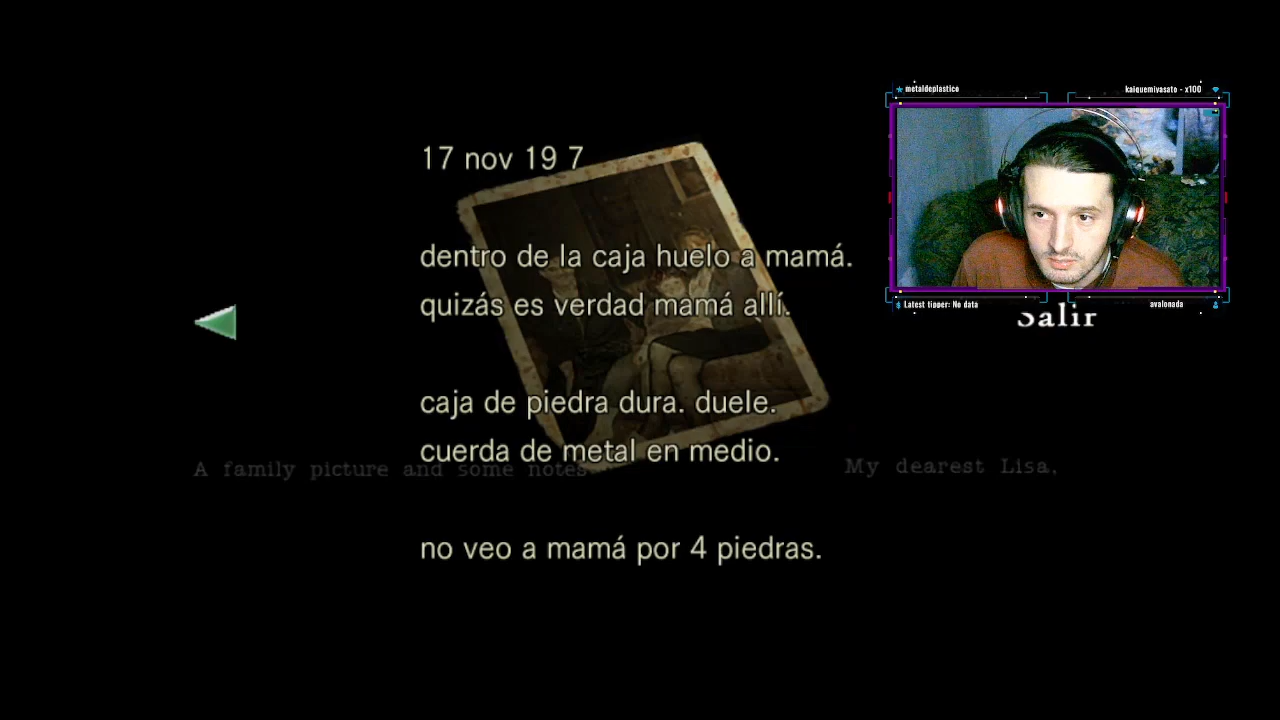 metaldeplastico
kaiquemiyasato - x100
17 nov 19 7
dentro de la caja huelo a mamá.
quizás es verdad mamá allí.
Latest tipper: No data
avalonada
Salir
caja de piedra dura. duele.
cuerda de metal en medio.
A family picture and some notes
My dearest Lisa,
no veo a mamá por 4 piedras.